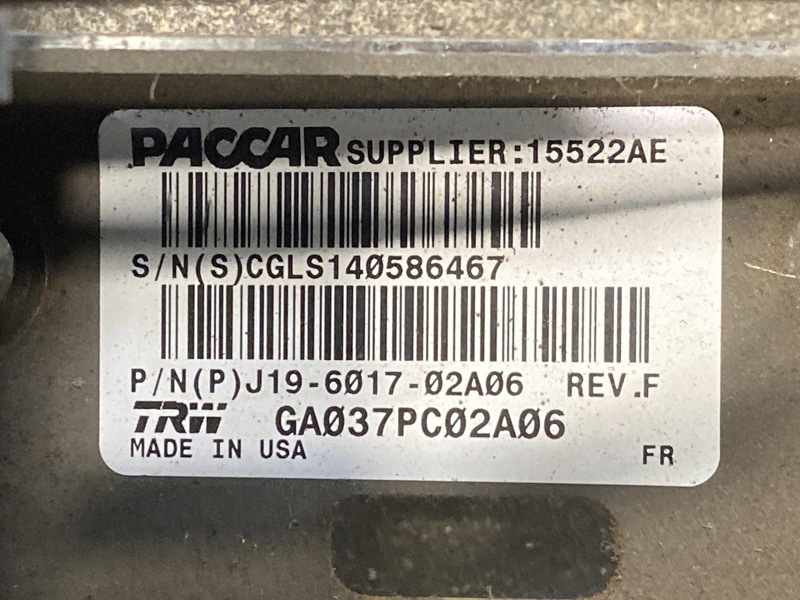 PACCAR SUPPLIER:15522AE
S/N(S)CGLS140586467
P/N(P)J19-6017-02A06 REV.F
TRW GA037PC02A06
MADE IN USA FR